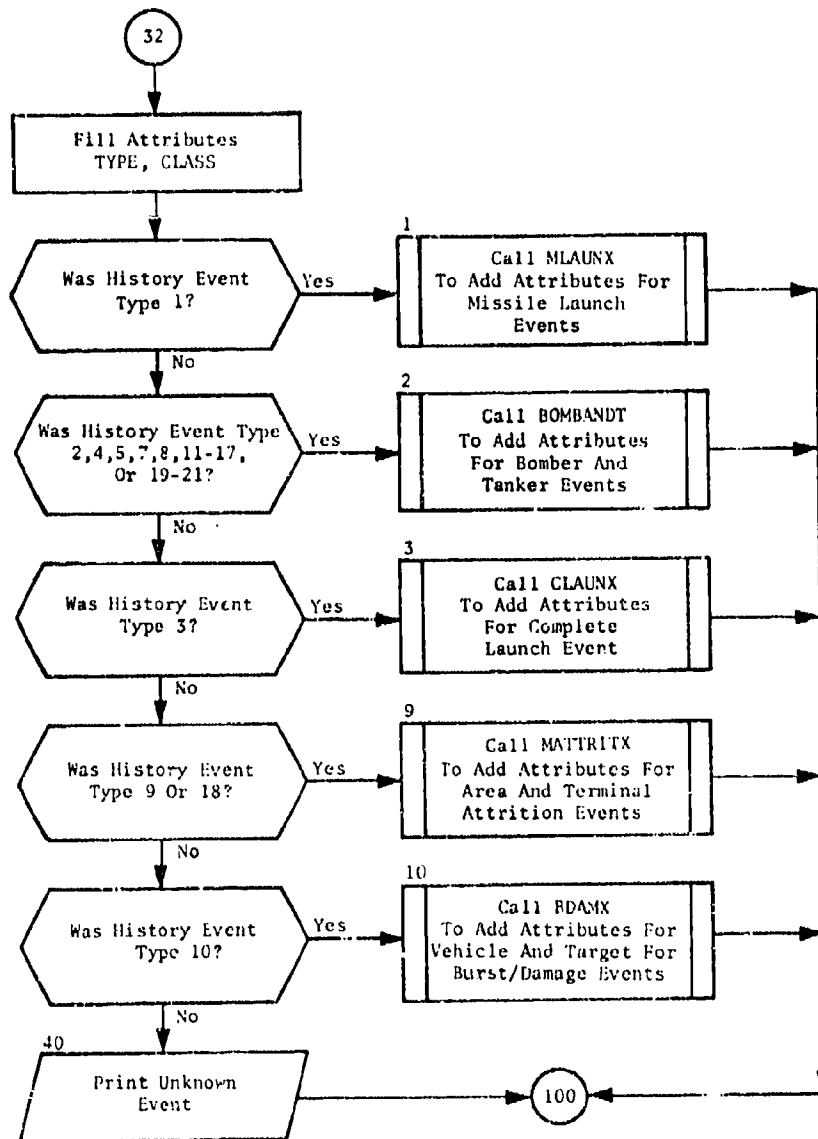 32
Fill Attributes
TYPE, CLASS
Was History Event
Type 1?
Yes
No
1
Call MLAUNX
To Add Attributes For
Missile Launch
Events
Was History Event Type
2,4,5,7,8,11-17,
Or 19-21?
Yes
No
2
Call BOMBANDT
To Add Attributes
For Bomber And
Tanker Events
Was History Event
Type 3?
Yes
No
3
Call CLAUNX
To Add Attributes
For Complete
Launch Event
Was History Event
Type 9 Or 18?
Yes
No
9
Call MATTRITX
To Add Attributes For
Area And Terminal
Attrition Events
Was History Event
Type 10?
Yes
No
10
Call BDAMX
To Add Attributes For
Vehicle And Target For
Burst/Damage Events
40
Print Unknown
Event
100